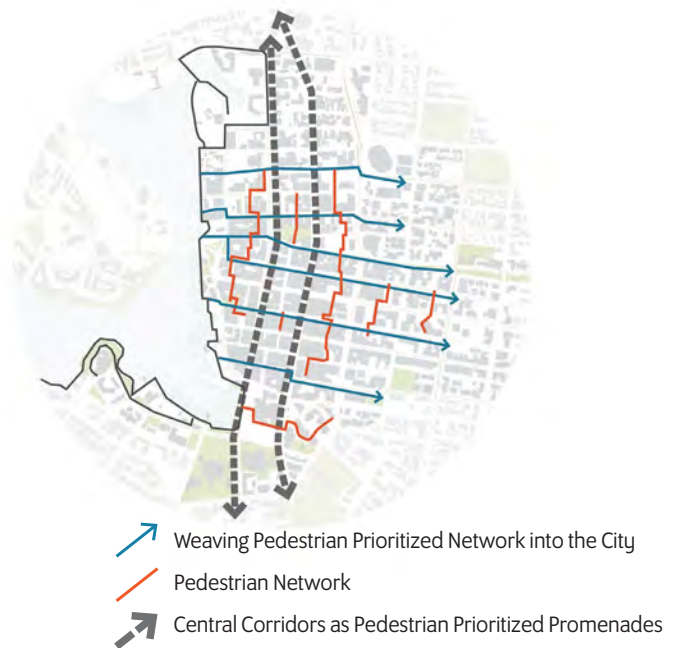 Weaving Pedestrian Prioritized Network into the City
Pedestrian Network
Central Corridors as Pedestrian Prioritized Promenades